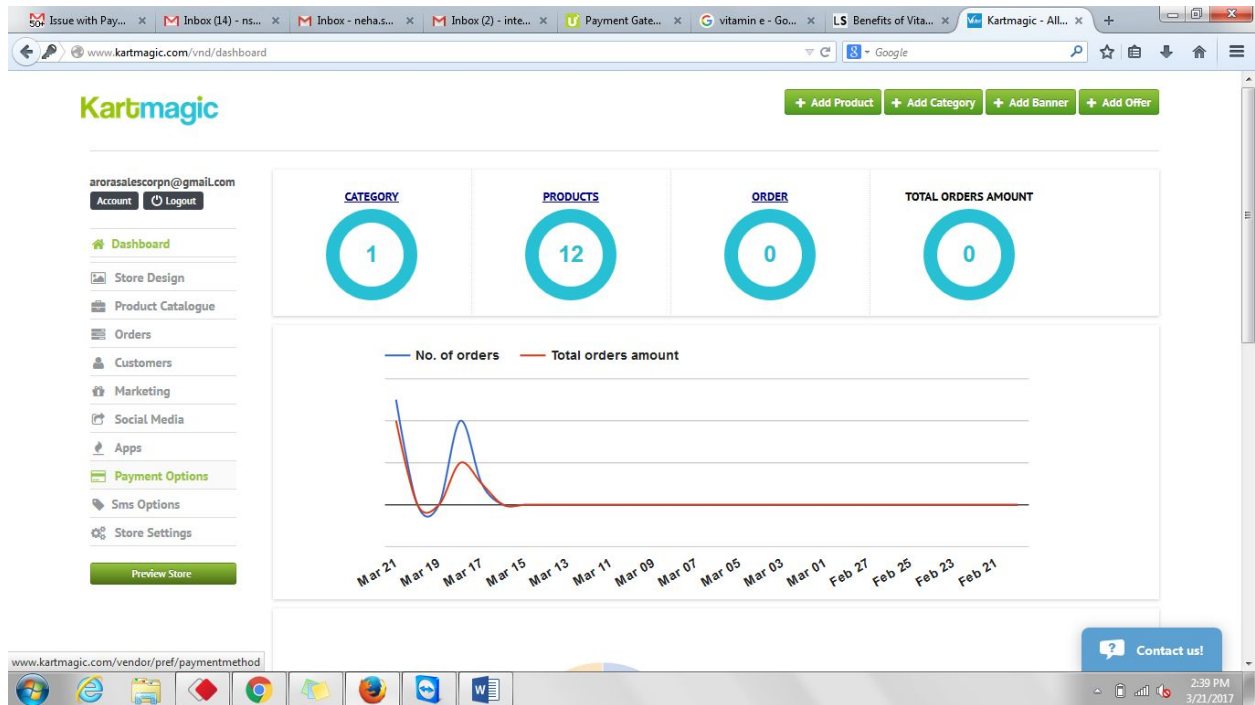 Issue with Pay...
Inbox (14) - ns...
Inbox - neha.s...
Inbox (2) - inte...
Payment Gate...
vitamin e - Go...
LS Benefits of Vita...
Kartmagic - All...
50+
www.kartmagic.com/vnd/dashboard
Google
Kartmagic
Add Product
Add Category
Add Banner
Add Offer
arorasalescorpn@gmail.com
Account
Logout
Dashboard
Store Design
Product Catalogue
Orders
Customers
Marketing
Social Media
Apps
Payment Options
Sms Options
Store Settings
Preview Store
CATEGORY
PRODUCTS
ORDER
TOTAL ORDERS AMOUNT
1
12
0
0
No. of orders
Total orders amount
Mar 21
Mar 19
Mar 17
Mar 15
Mar 13
Mar 11
Mar 09
Mar 07
Mar 05
Mar 03
Mar 01
Feb 27
Feb 25
Feb 23
Feb 21
Contact us!
www.kartmagic.com/vendor/pref/paymentmethod
2:39 PM
3/21/2017